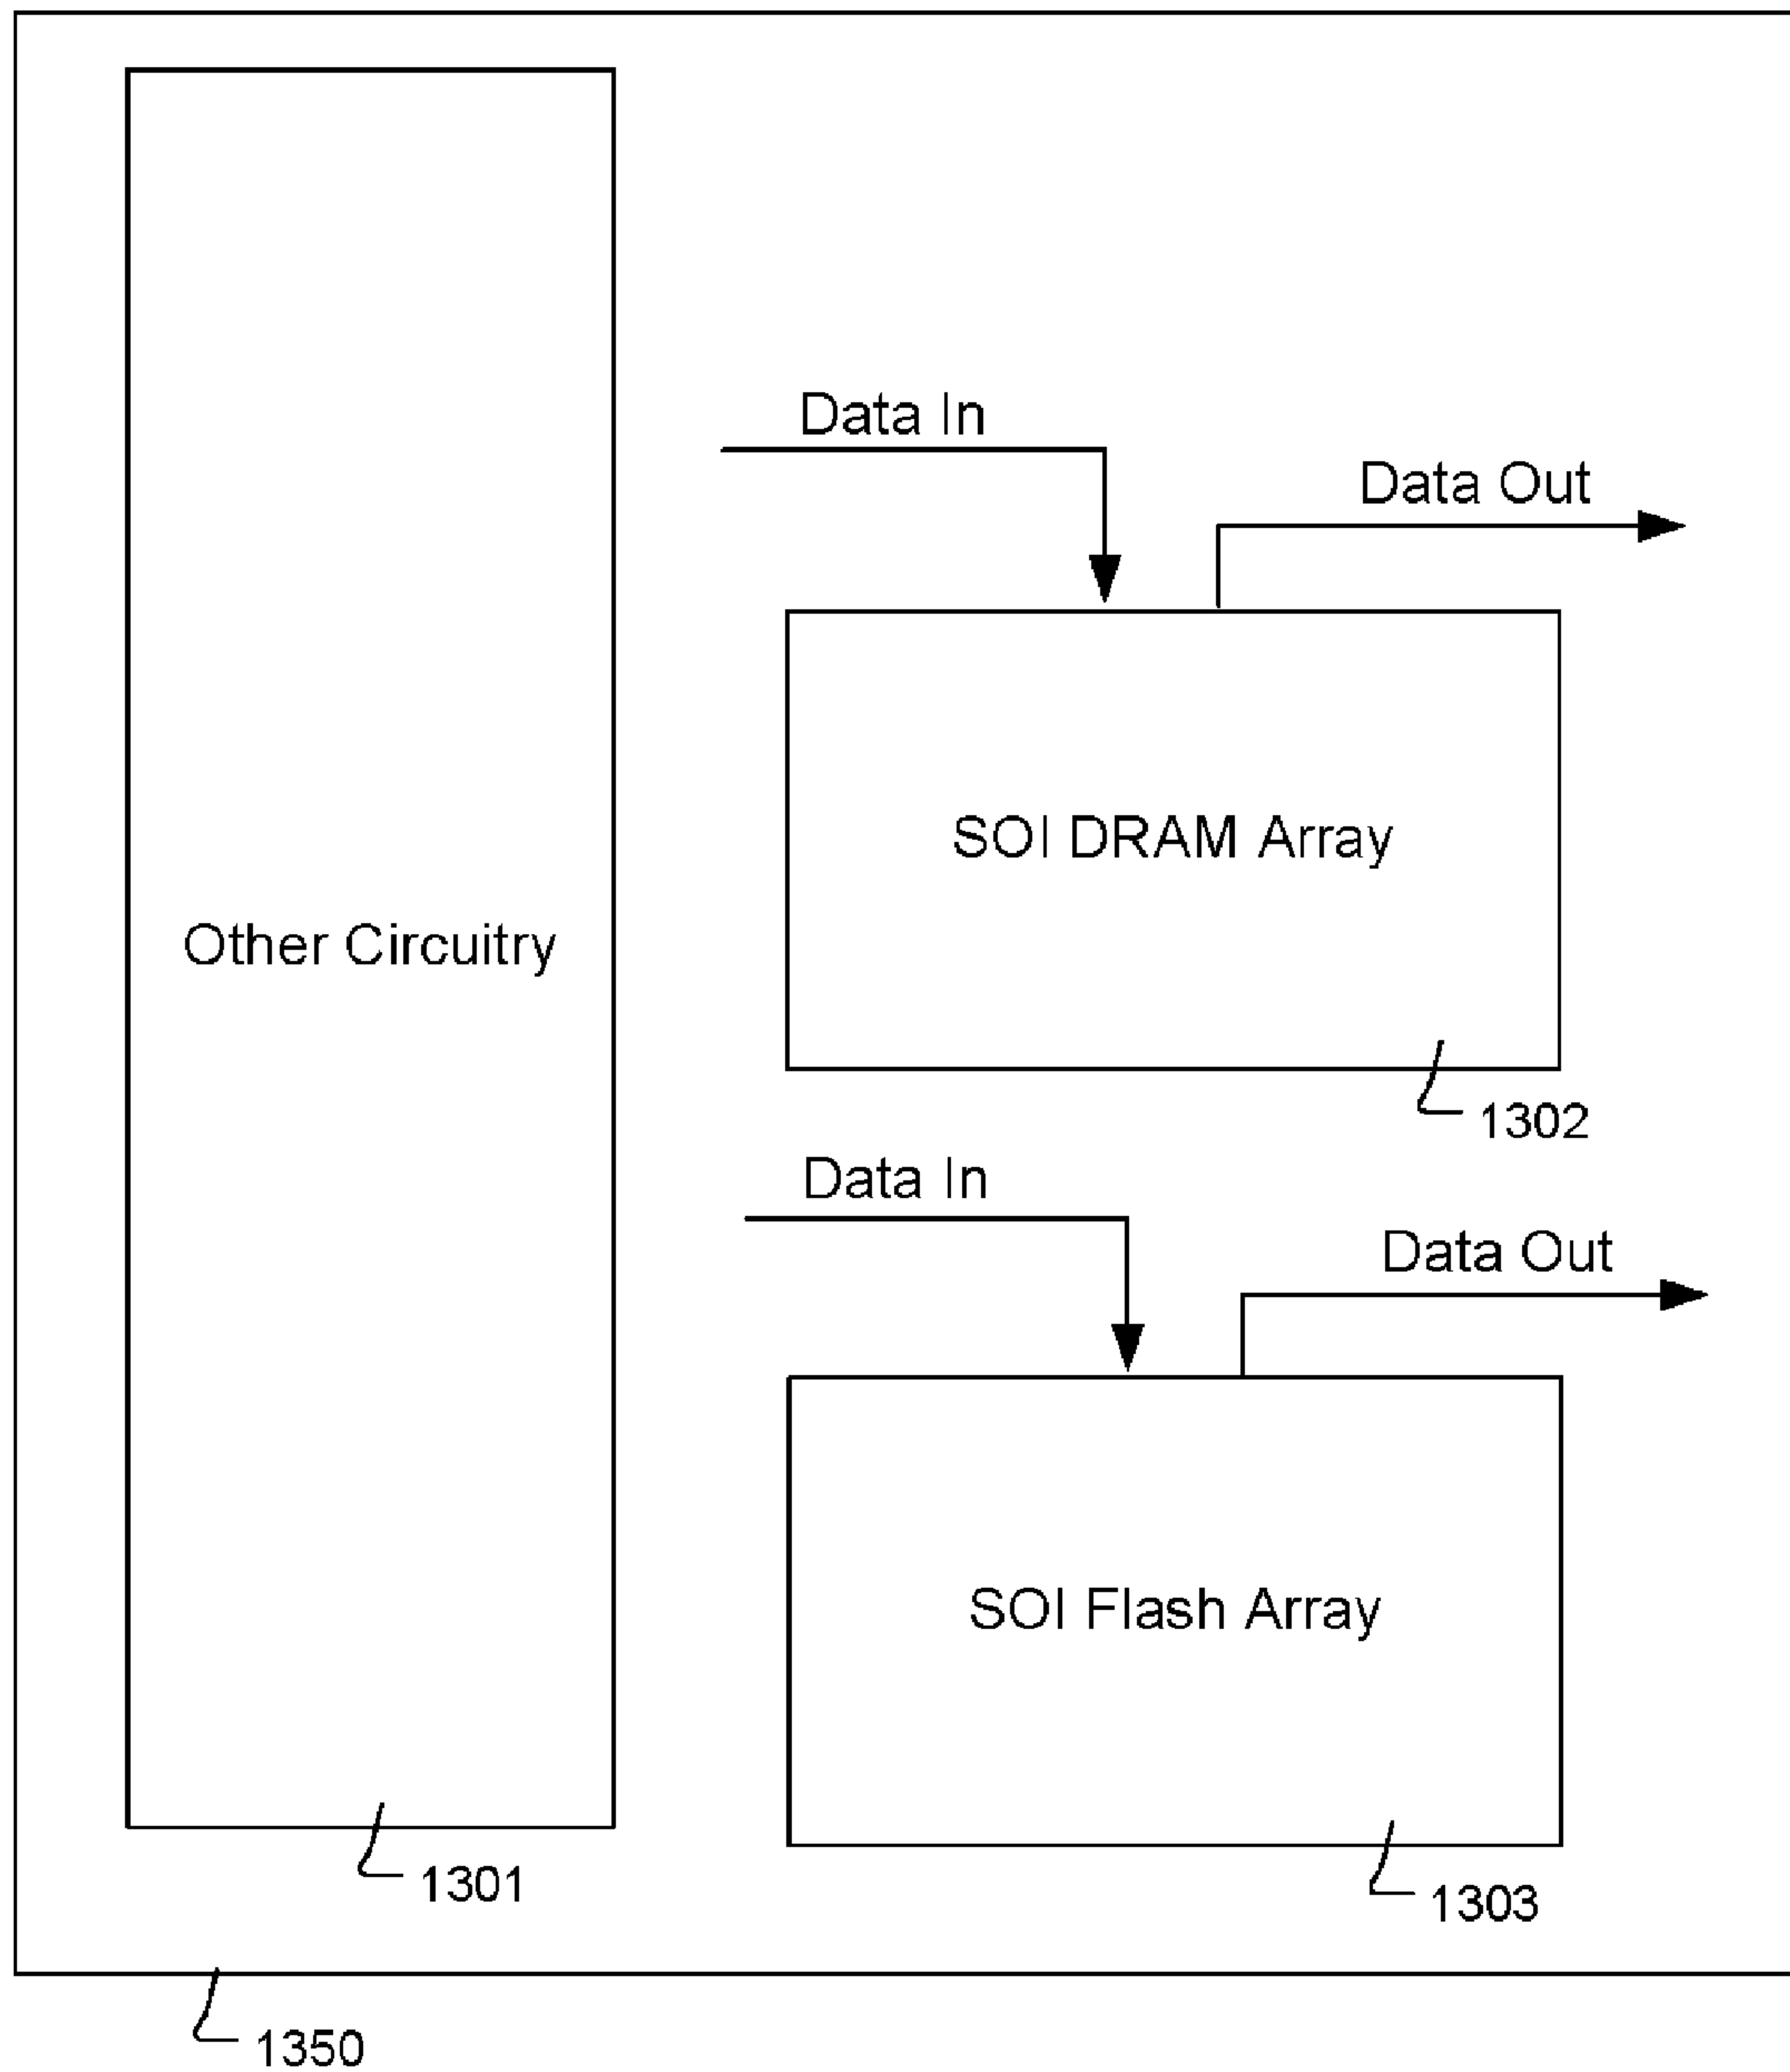 Data In
Data Out
SOI DRAM Array
Other Circuitry
1302
Data In
Data Out
SOI Flash Array
1301
1303
1350